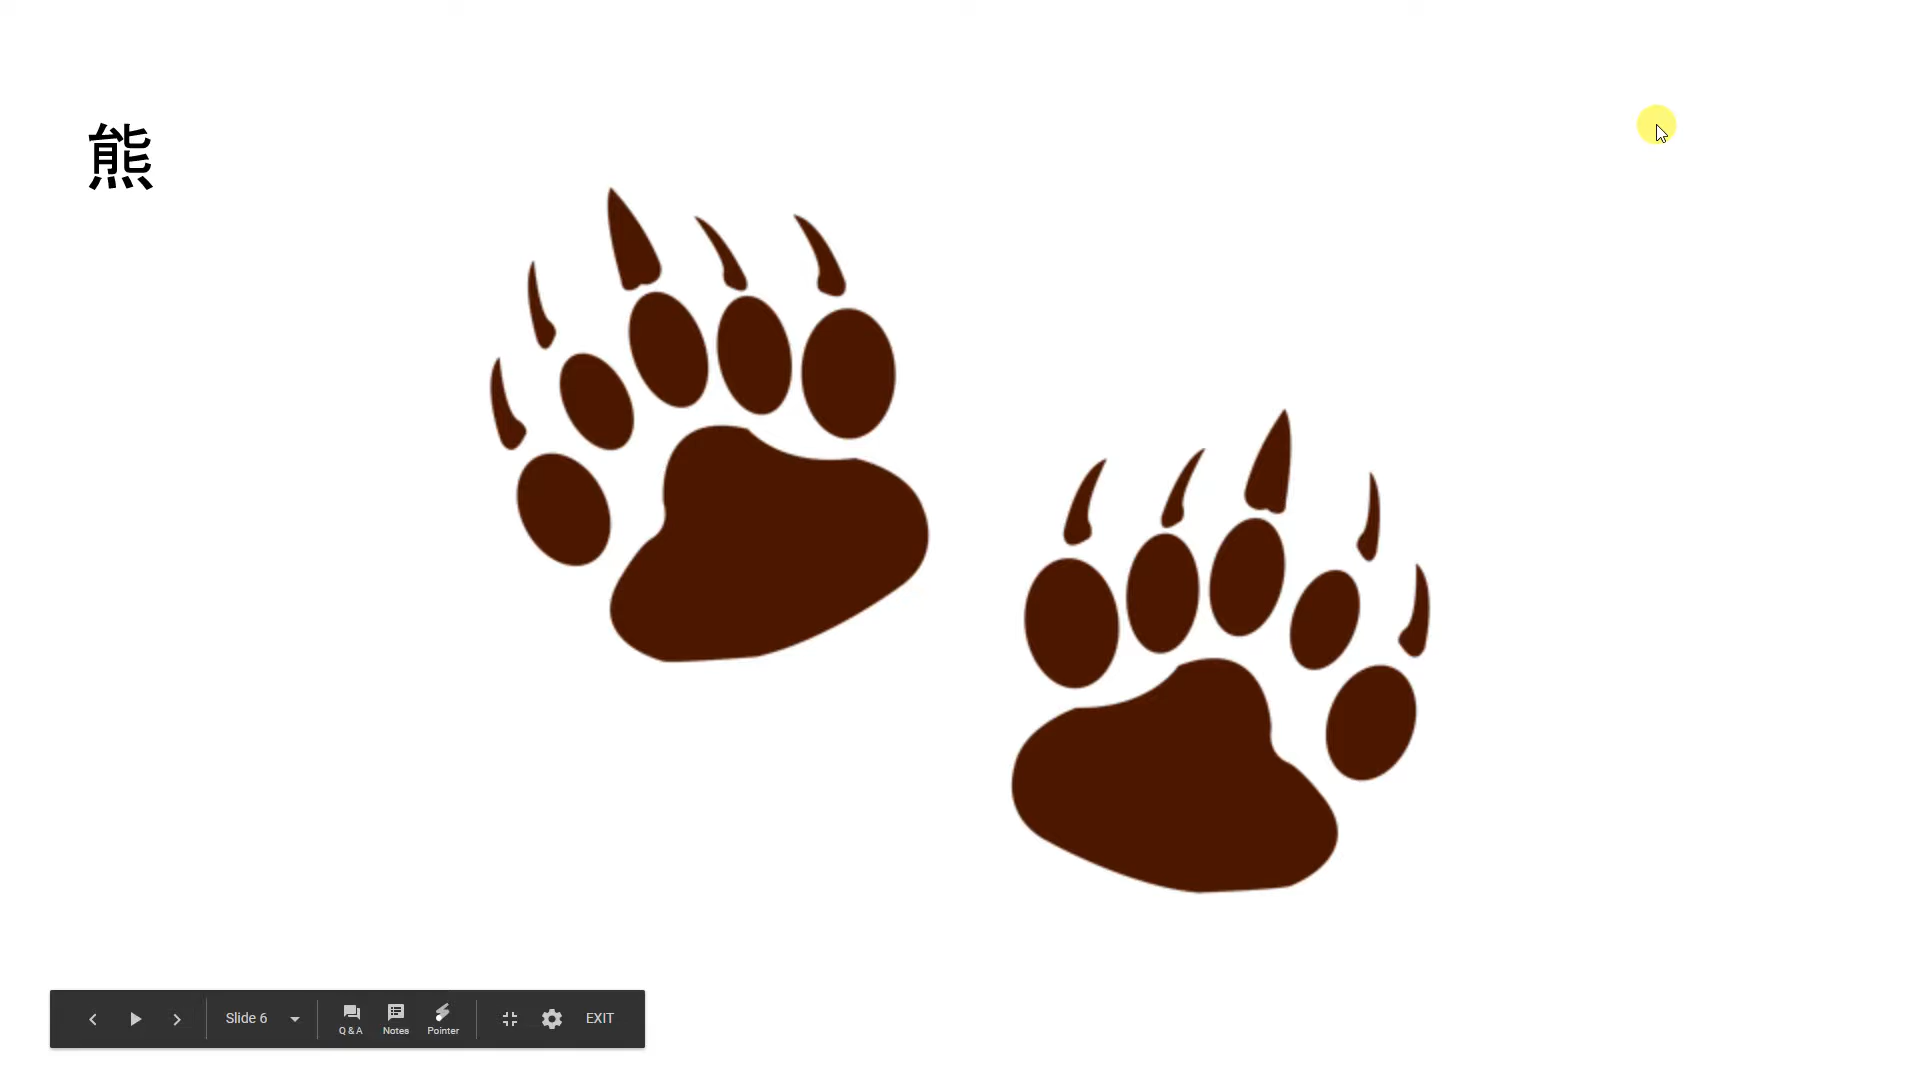 熊
Slide 6
Q & A
Notes
Pointer
EXIT